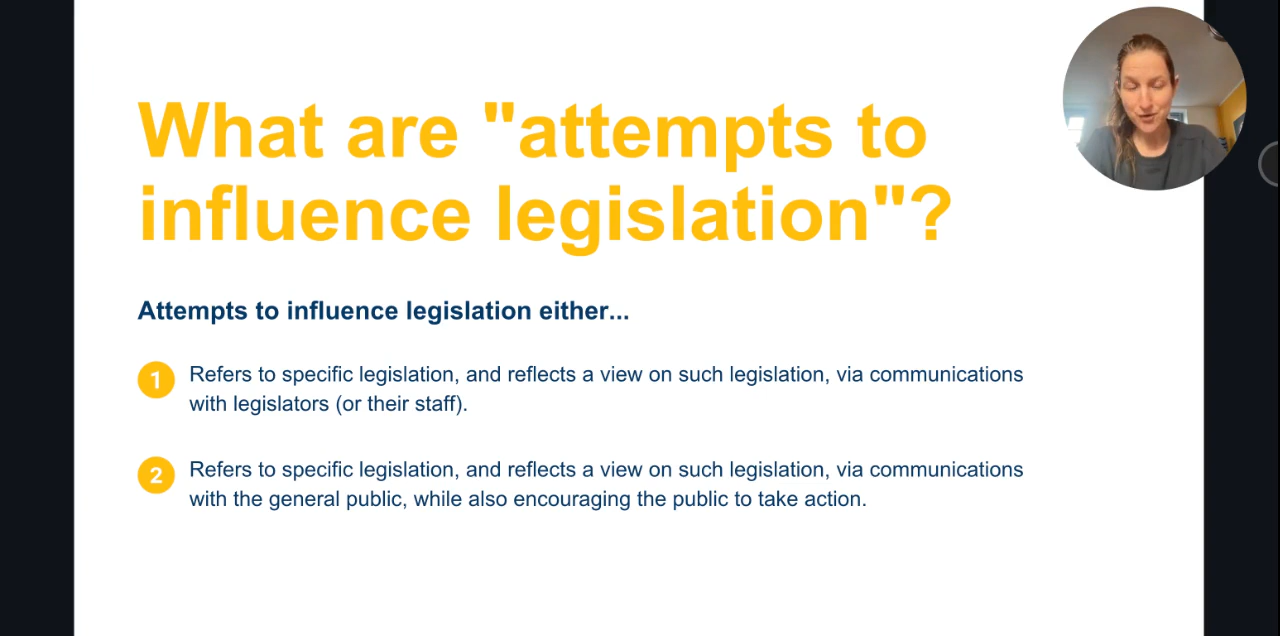 What are "attempts to
influence legislation"?
Attempts to influence legislation either...
1
Refers to specific legislation, and reflects a view on such legislation, via communications
with legislators (or their staff).
2
Refers to specific legislation, and reflects a view on such legislation, via communications
with the general public, while also encouraging the public to take action.